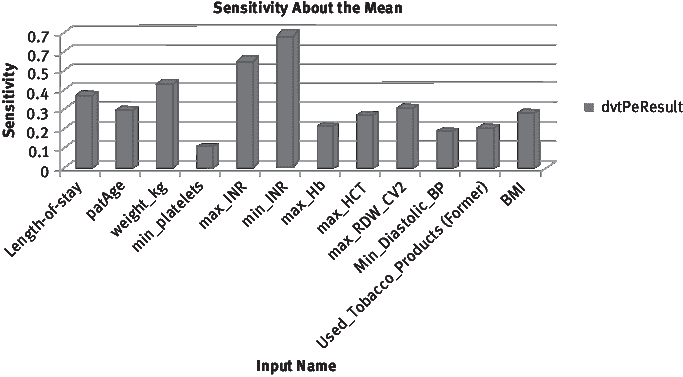 Sensitivity About the Mean
Sensitivity
0.7
0.7
0.5
0.4
0.3
0.2
0.1
0
dvtPeResult
Length-of-stay
patAge
weight_kg
min_platelets
max_INR
min_INR
max_Hb
max_HCT
max_RDW_CV2
Min_Diastolic_BP
Used_Tobacco_Products (Former)
BMI
Input Name